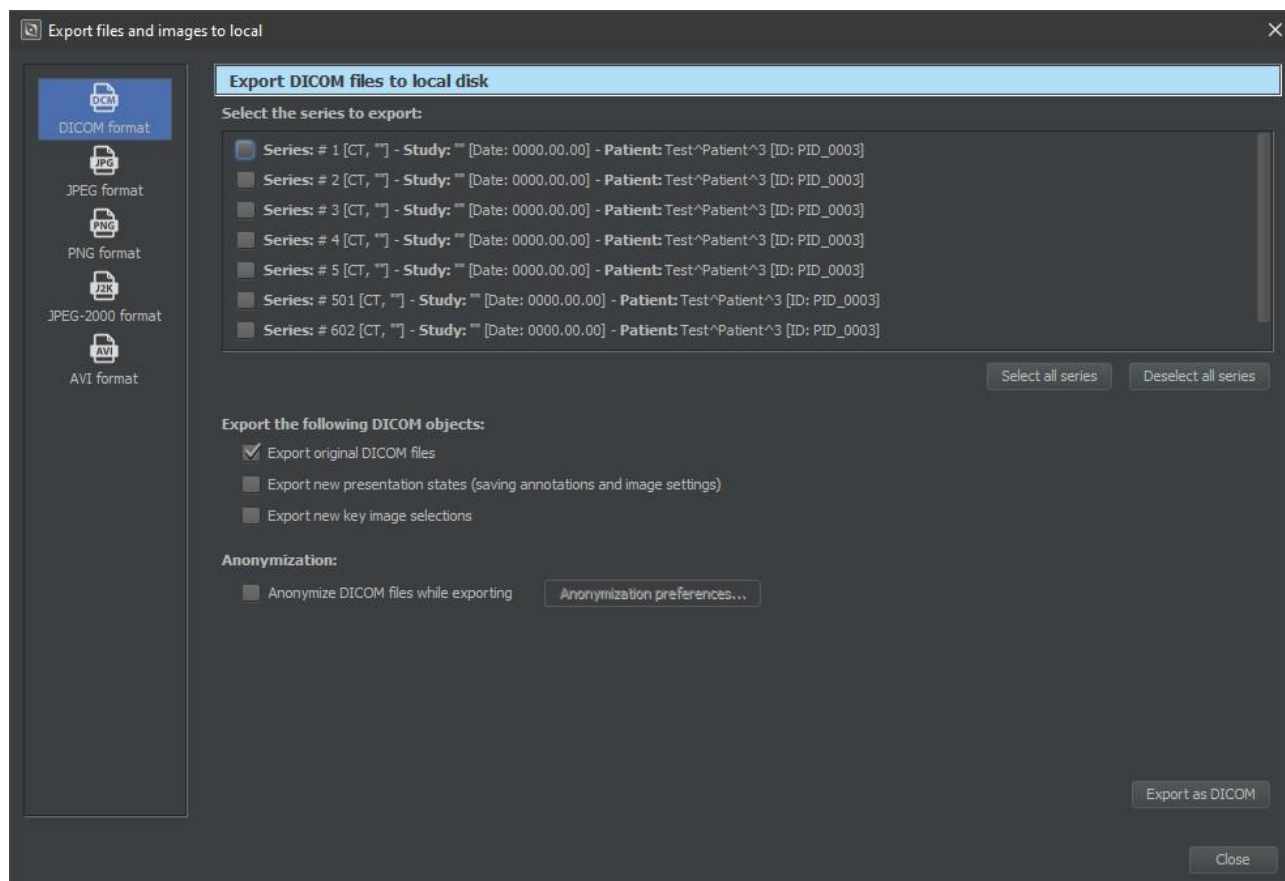 Export files and images to local
DCM
DICOM format
JPG
JPEG format
PNG
PNG format
J2K
JPEG-2000 format
AVI
AVI format
Export DICOM files to local disk
Select the series to export:
Series: # 1 [CT, ""] - Study: "" [Date: 0000.00.00] - Patient: Test^Patient^3 [ID: PID_0003]
Series: # 2 [CT, ""] - Study: "" [Date: 0000.00.00] - Patient: Test^Patient^3 [ID: PID_0003]
Series: # 3 [CT, ""] - Study: "" [Date: 0000.00.00] - Patient: Test^Patient^3 [ID: PID_0003]
Series: # 4 [CT, ""] - Study: "" [Date: 0000.00.00] - Patient: Test^Patient^3 [ID: PID_0003]
Series: # 5 [CT, ""] - Study: "" [Date: 0000.00.00] - Patient: Test^Patient^3 [ID: PID_0003]
Series: # 501 [CT, ""] - Study: "" [Date: 0000.00.00] - Patient: Test^Patient^3 [ID: PID_0003]
Series: # 602 [CT, ""] - Study: "" [Date: 0000.00.00] - Patient: Test^Patient^3 [ID: PID_0003]
Select all series Deselect all series
Export the following DICOM objects:
Export original DICOM files
Export new presentation states (saving annotations and image settings)
Export new key image selections
Anonymization:
Anonymize DICOM files while exporting Anonymization preferences...
Export as DICOM
Close